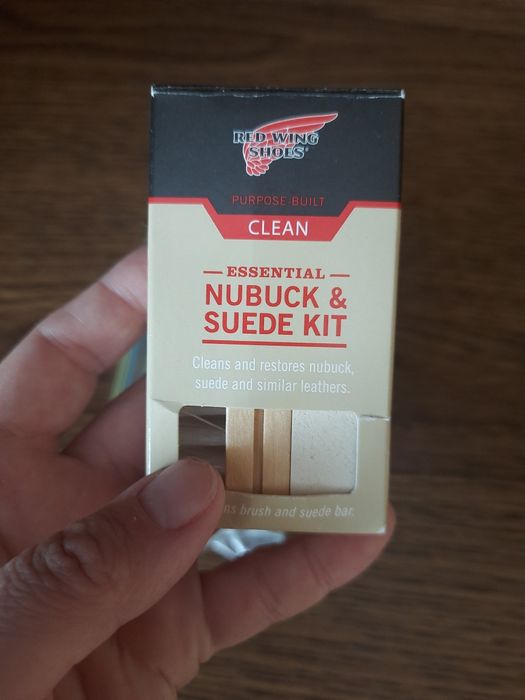 RED WING
SHOES®
PURPOSE-BUILT
CLEAN
ESSENTIAL
NUBUCK &
SUEDE KIT
Cleans and restores nubuck,
suede and similar leathers.
brush and suede bar.